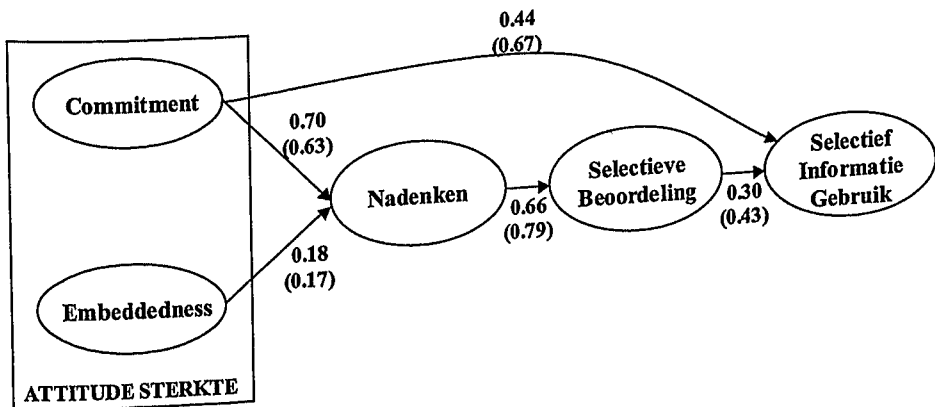 0.44
(0.67)
Commitment
0.70
(0.63)
Nadenken
0.66
(0.79)
Selectieve
Beoordeling
0.30
(0.43)
Selectief
Informatie
Gebruik
0.18
(0.17)
Embeddedness
ATTITUDE STERKTE